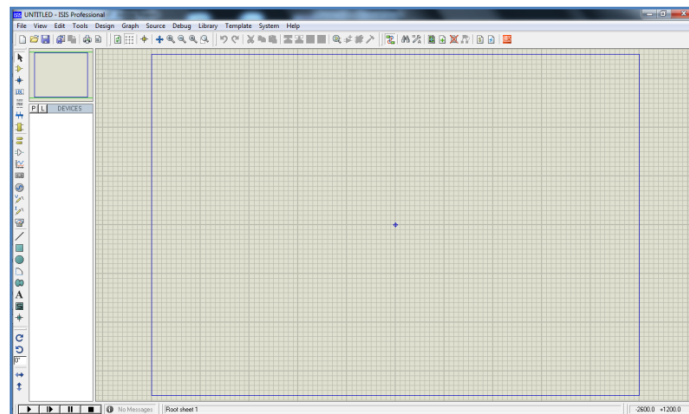 UNTITLED - ISIS Professional
File View Edit Tools Design Graph Source Debug Library Template System Help
P L DEVICES
A
0°
No Messages Root sheet 1 -2600.0 +1200.0